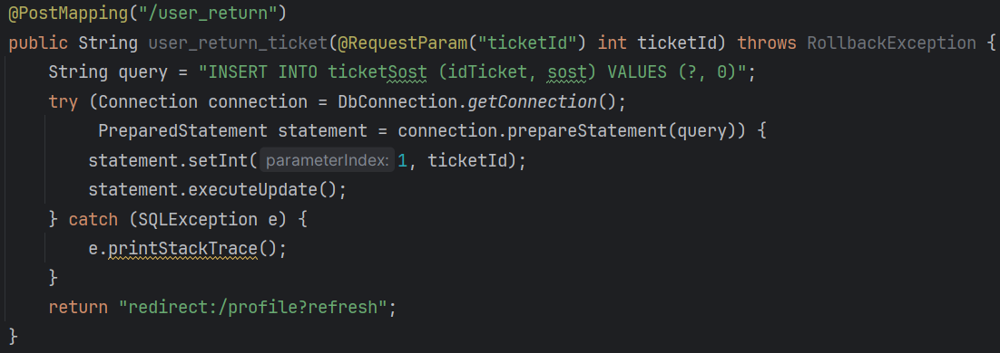 @PostMapping("/user_return")
public String user_return_ticket(@RequestParam("ticketId") int ticketId) throws RollbackException {
    String query = "INSERT INTO ticketSost (idTicket, sost) VALUES (?, 0)";
    try (Connection connection = DbConnection.getConnection();
         PreparedStatement statement = connection.prepareStatement(query)) {
        statement.setInt( parameterIndex: 1, ticketId);
        statement.executeUpdate();
    } catch (SQLException e) {
        e.printStackTrace();
    }
    return "redirect:/profile?refresh";
}